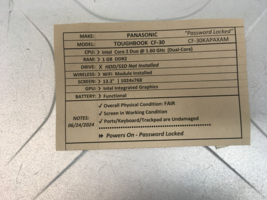 MAKE: PANASONIC "Password Locked"
MODEL: TOUGHBOOK CF-30 CF-30KAPAXAM
CPU: Intel Core 2 Duo @ 1.60 GHz (Dual-Core)
RAM: 1 GB DDR2
DRIVE: X HDD/SSD Not Installed
WIRELESS: WiFi Module Installed
SCREEN: 13.3" | 1024x768
GPU: Intel Integrated Graphics
BATTERY: Functional
✓ Overall Physical Condition: FAIR
✓ Screen in Working Condition
NOTES: ✓ Ports/Keyboard/Trackpad are Undamaged
06/24/2024 **********************
Powers On - Password Locked